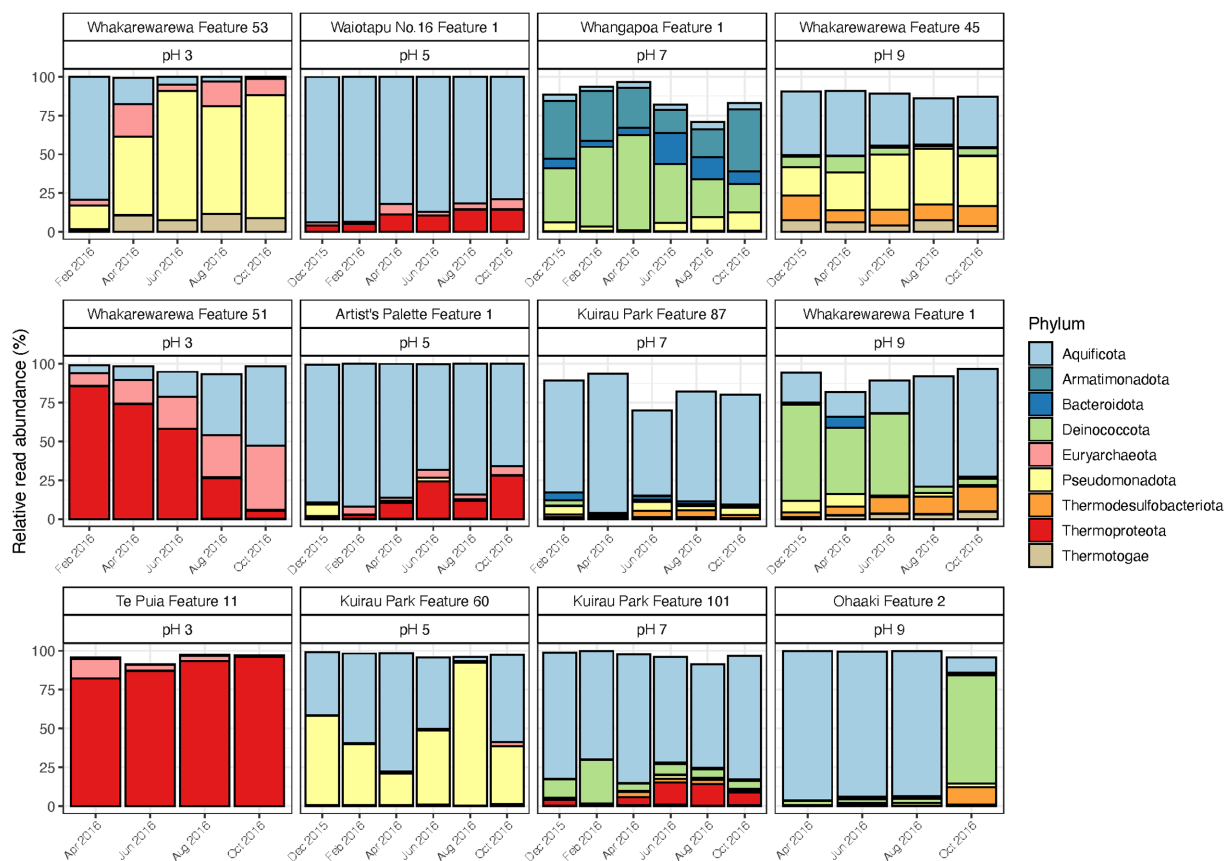 Whakarewarewa Feature 53
Waiotapu No.16 Feature 1
Whangapoa Feature 1
Whakarewarewa Feature 45
pH 3
pH 5
pH 7
pH 9
100
75
50
25
0
Feb 2016
Apr 2016
Jun 2016
Aug 2016
Oct 2016
Dec 2015
Feb 2016
Apr 2016
Jun 2016
Aug 2016
Oct 2016
Dec 2015
Feb 2016
Apr 2016
Jun 2016
Aug 2016
Oct 2016
Dec 2015
Apr 2016
Jun 2016
Aug 2016
Oct 2016
Relative read abundance (%)
Whakarewarewa Feature 51
Artist's Palette Feature 1
Kuirau Park Feature 87
Whakarewarewa Feature 1
pH 3
pH 5
pH 7
pH 9
100
75
50
25
0
Feb 2016
Apr 2016
Jun 2016
Aug 2016
Oct 2016
Dec 2015
Feb 2016
Apr 2016
Jun 2016
Aug 2016
Oct 2016
Feb 2016
Apr 2016
Jun 2016
Aug 2016
Oct 2016
Dec 2015
Apr 2016
Jun 2016
Aug 2016
Oct 2016
Te Puia Feature 11
Kuirau Park Feature 60
Kuirau Park Feature 101
Ohaaki Feature 2
pH 3
pH 5
pH 7
pH 9
100
75
50
25
0
Apr 2016
Jun 2016
Aug 2016
Oct 2016
Dec 2015
Feb 2016
Apr 2016
Jun 2016
Aug 2016
Oct 2016
Dec 2015
Feb 2016
Apr 2016
Jun 2016
Aug 2016
Oct 2016
Apr 2016
Jun 2016
Aug 2016
Oct 2016
Phylum
Aquificota
Armatimonadota
Bacteroidota
Deinococcota
Euryarchaeota
Pseudomonadota
Thermodesulfobacteriota
Thermoproteota
Thermotogae